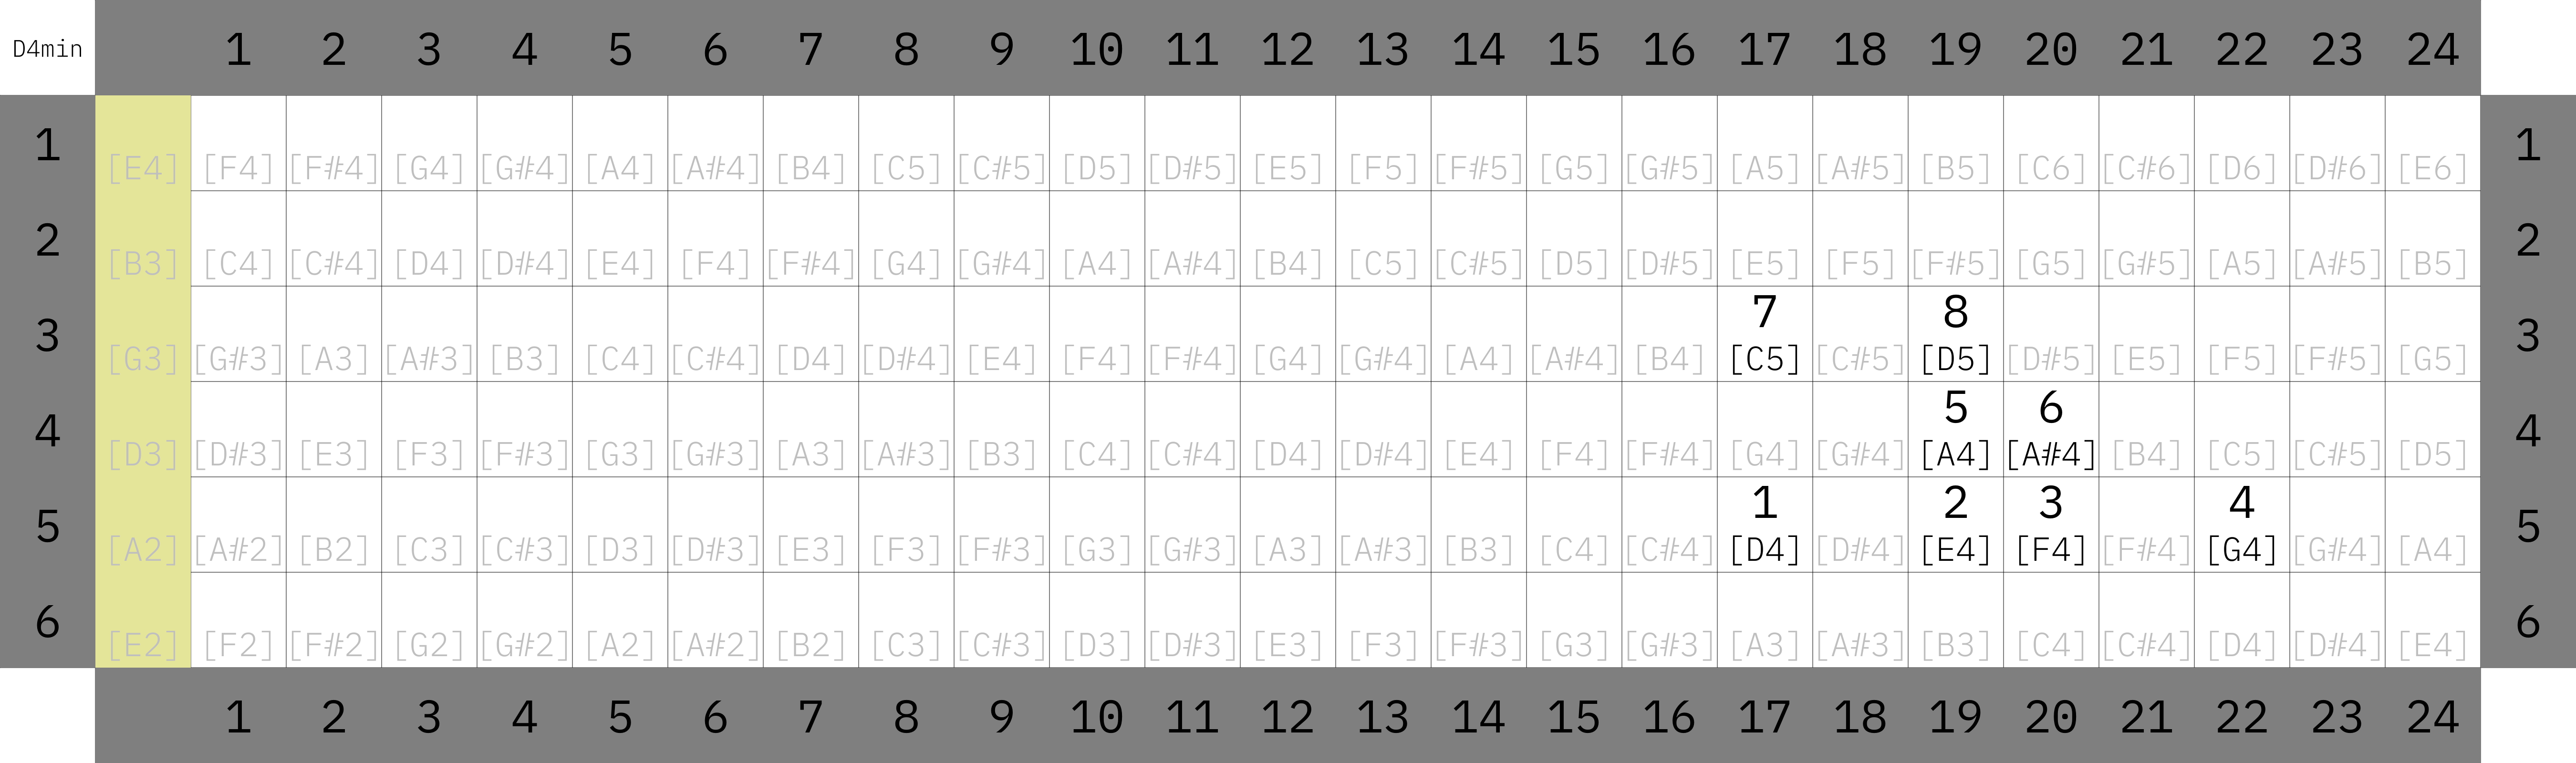 D4min 1 2 3 4 5 6 7 8 9 10 11 12 13 14 15 16 17 18 19 20 21 22 23 24
1 [E4] [F4] [F#4] [G4] [G#4] [A4] [A#4] [B4] [C5] [C#5] [D5] [D#5] [E5] [F5] [F#5] [G5] [G#5] [A5] [A#5] [B5] [C6] [C#6] [D6] [D#6] [E6] 1
2 [B3] [C4] [C#4] [D4] [D#4] [E4] [F4] [F#4] [G4] [G#4] [A4] [A#4] [B4] [C5] [C#5] [D5] [D#5] [E5] [F5] [F#5] [G5] [G#5] [A5] [A#5] [B5] 2
7 8
3 [G3] [G#3] [A3] [A#3] [B3] [C4] [C#4] [D4] [D#4] [E4] [F4] [F#4] [G4] [G#4] [A4] [A#4] [B4] [C5] [C#5] [D5] [D#5] [E5] [F5] [F#5] [G5] 3
5 6
4 [D3] [D#3] [E3] [F3] [F#3] [G3] [G#3] [A3] [A#3] [B3] [C4] [C#4] [D4] [D#4] [E4] [F4] [F#4] [G4] [G#4] [A4] [A#4] [B4] [C5] [C#5] [D5] 4
1 2 3 4
5 [A2] [A#2] [B2] [C3] [C#3] [D3] [D#3] [E3] [F3] [F#3] [G3] [G#3] [A3] [A#3] [B3] [C4] [C#4] [D4] [D#4] [E4] [F4] [F#4] [G4] [G#4] [A4] 5
6 [E2] [F2] [F#2] [G2] [G#2] [A2] [A#2] [B2] [C3] [C#3] [D3] [D#3] [E3] [F3] [F#3] [G3] [G#3] [A3] [A#3] [B3] [C4] [C#4] [D4] [D#4] [E4] 6
1 2 3 4 5 6 7 8 9 10 11 12 13 14 15 16 17 18 19 20 21 22 23 24